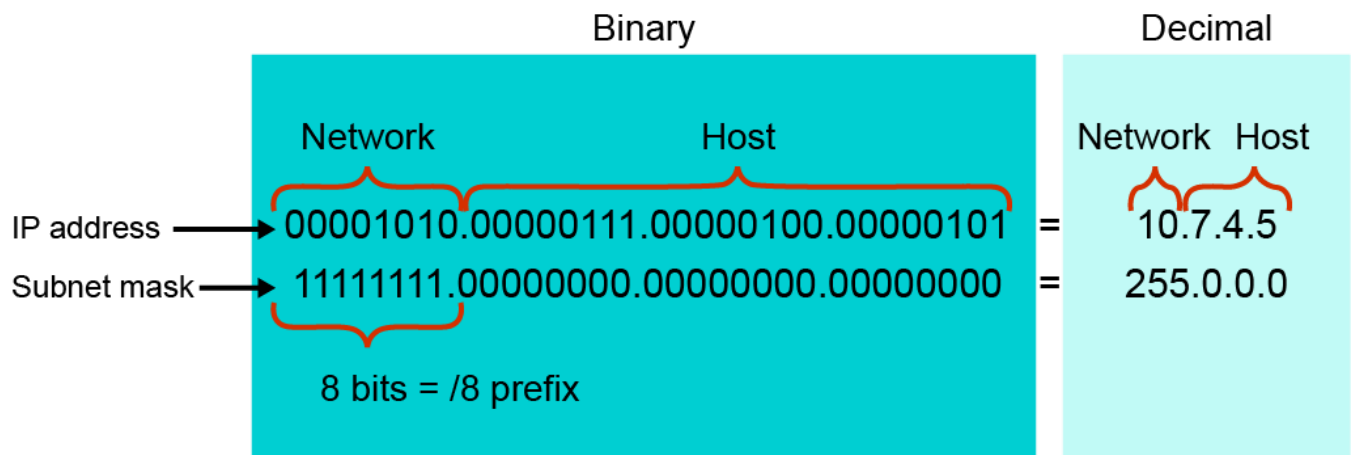 Binary Decimal
Network Host Network Host
IP address 00001010.00000111.00000100.00000101 = 10.7.4.5
Subnet mask 11111111.00000000.00000000.00000000 = 255.0.0.0
8 bits = /8 prefix